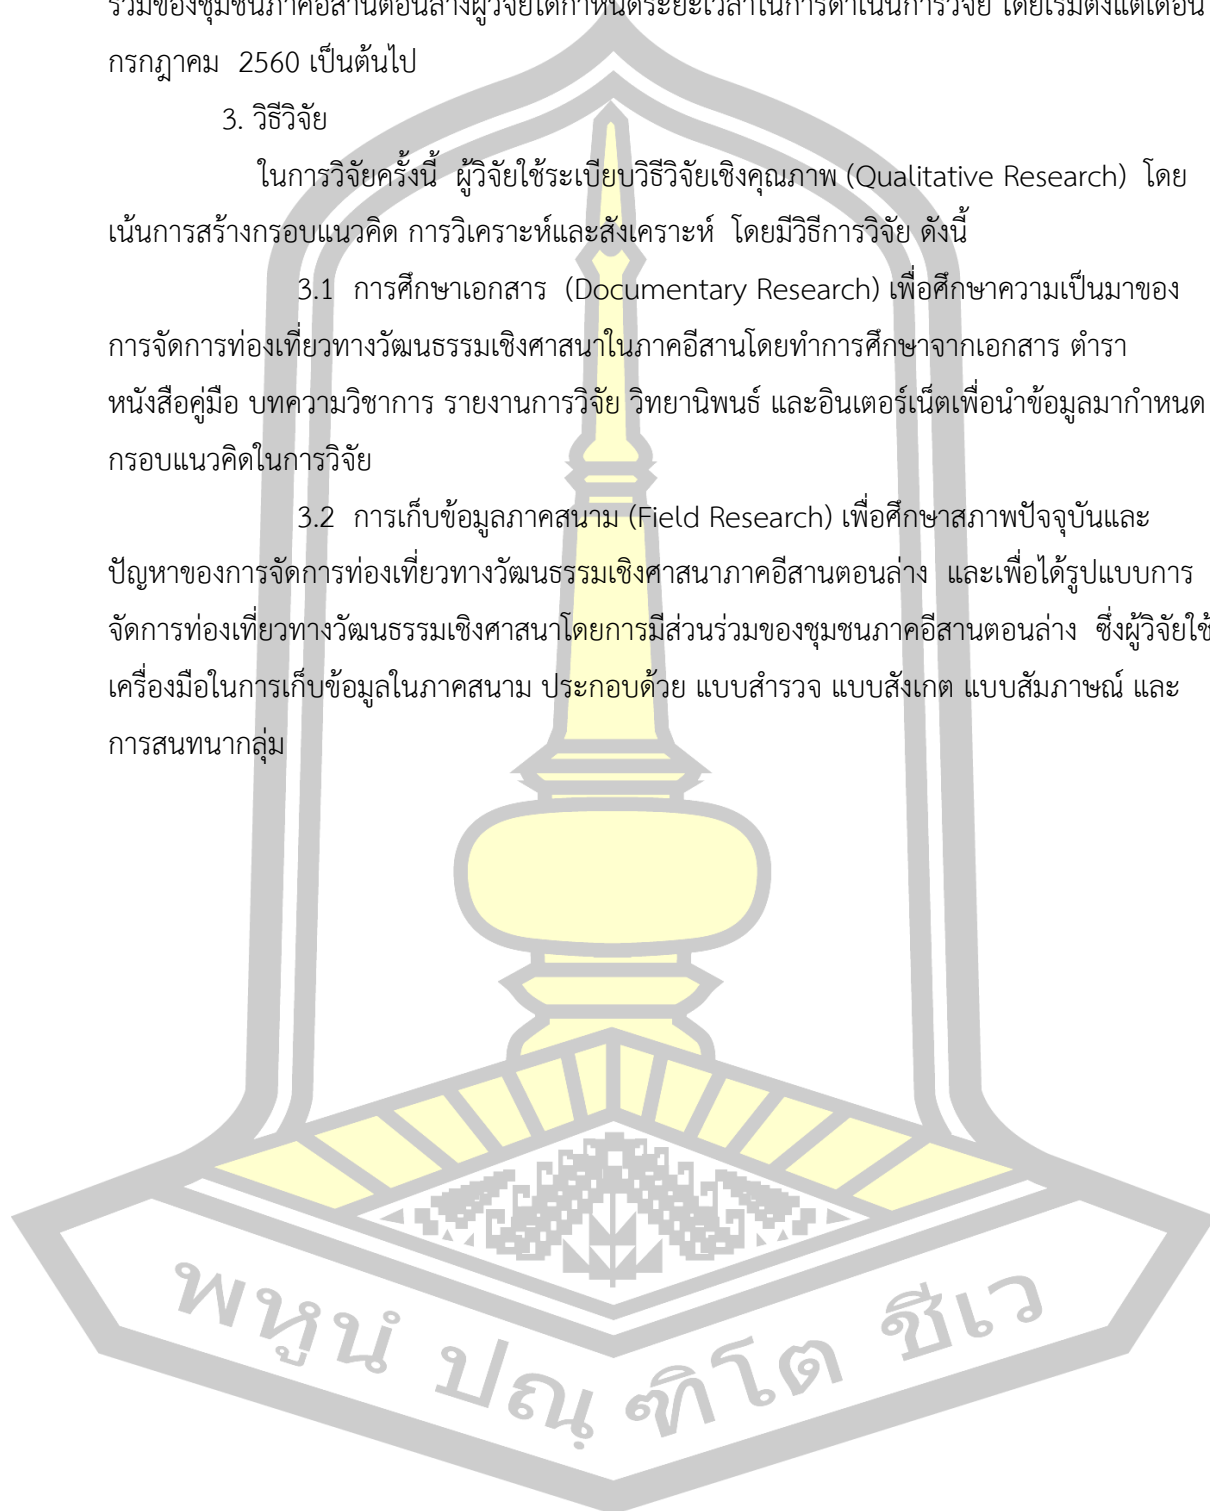 ร่วมของชุมชนภาคอีสานตอนล่างผู้วิจัยได้กำหนดระยะเวลาในการดำเนินการวิจัย โดยเริ่มตั้งแต่เดือน
กรกฎาคม 2560 เป็นต้นไป
3. วิธีวิจัย
ในการวิจัยครั้งนี้ ผู้วิจัยใช้ระเบียบวิธีวิจัยเชิงคุณภาพ (Qualitative Research) โดย
เน้นการสร้างกรอบแนวคิด การวิเคราะห์และสังเคราะห์ โดยมีวิธีการวิจัย ดังนี้
3.1 การศึกษาเอกสาร (Documentary Research) เพื่อศึกษาความเป็นมาของ
การจัดการท่องเที่ยวทางวัฒนธรรมเชิงศาสนาในภาคอีสานโดยทำการศึกษาจากเอกสาร ตำรา
หนังสือคู่มือ บทความวิชาการ รายงานการวิจัย วิทยานิพนธ์ และอินเตอร์เน็ตเพื่อนำข้อมูลมากำหนด
กรอบแนวคิดในการวิจัย
3.2 การเก็บข้อมูลภาคสนาม (Field Research) เพื่อศึกษาสภาพปัจจุบันและ
ปัญหาของการจัดการท่องเที่ยวทางวัฒนธรรมเชิงศาสนาภาคอีสานตอนล่าง และเพื่อได้รูปแบบการ
จัดการท่องเที่ยวทางวัฒนธรรมเชิงศาสนาโดยการมีส่วนร่วมของชุมชนภาคอีสานตอนล่าง ซึ่งผู้วิจัยใช้
เครื่องมือในการเก็บข้อมูลในภาคสนาม ประกอบด้วย แบบสำรวจ แบบสังเกต แบบสัมภาษณ์ และ
การสนทนากลุ่ม
พหูนํ ปณฺฑิโต ชีเว